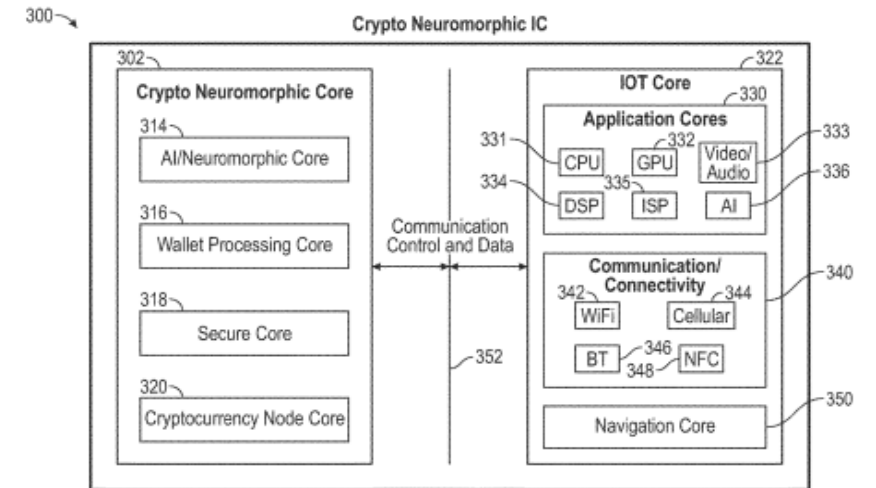 300
Crypto Neuromorphic IC
302
Crypto Neuromorphic Core
314
AI/Neuromorphic Core
316
Wallet Processing Core
318
Secure Core
320
Cryptocurrency Node Core
Communication
Control and Data
352
322
IOT Core
330
Application Cores
331
CPU
332
GPU
333
Video/
Audio
334
DSP
335
ISP
336
AI
340
Communication/
Connectivity
342
WiFi
344
Cellular
BT
346
348
NFC
350
Navigation Core